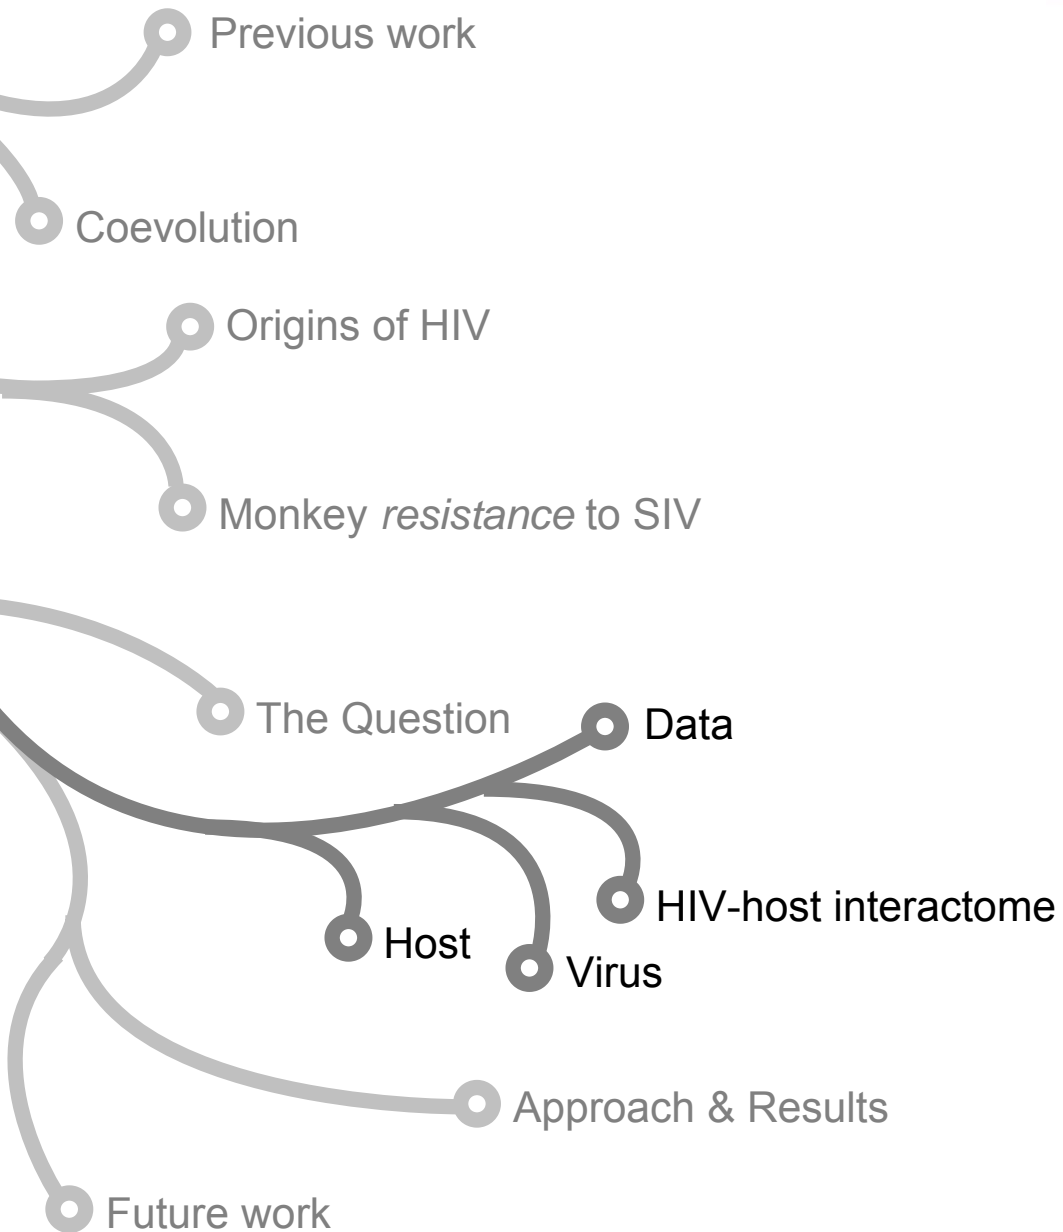 Previous work
Coevolution
Origins of HIV
Monkey resistance to SIV
The Question
Data
HIV-host interactome
Host
Virus
Approach & Results
Future work